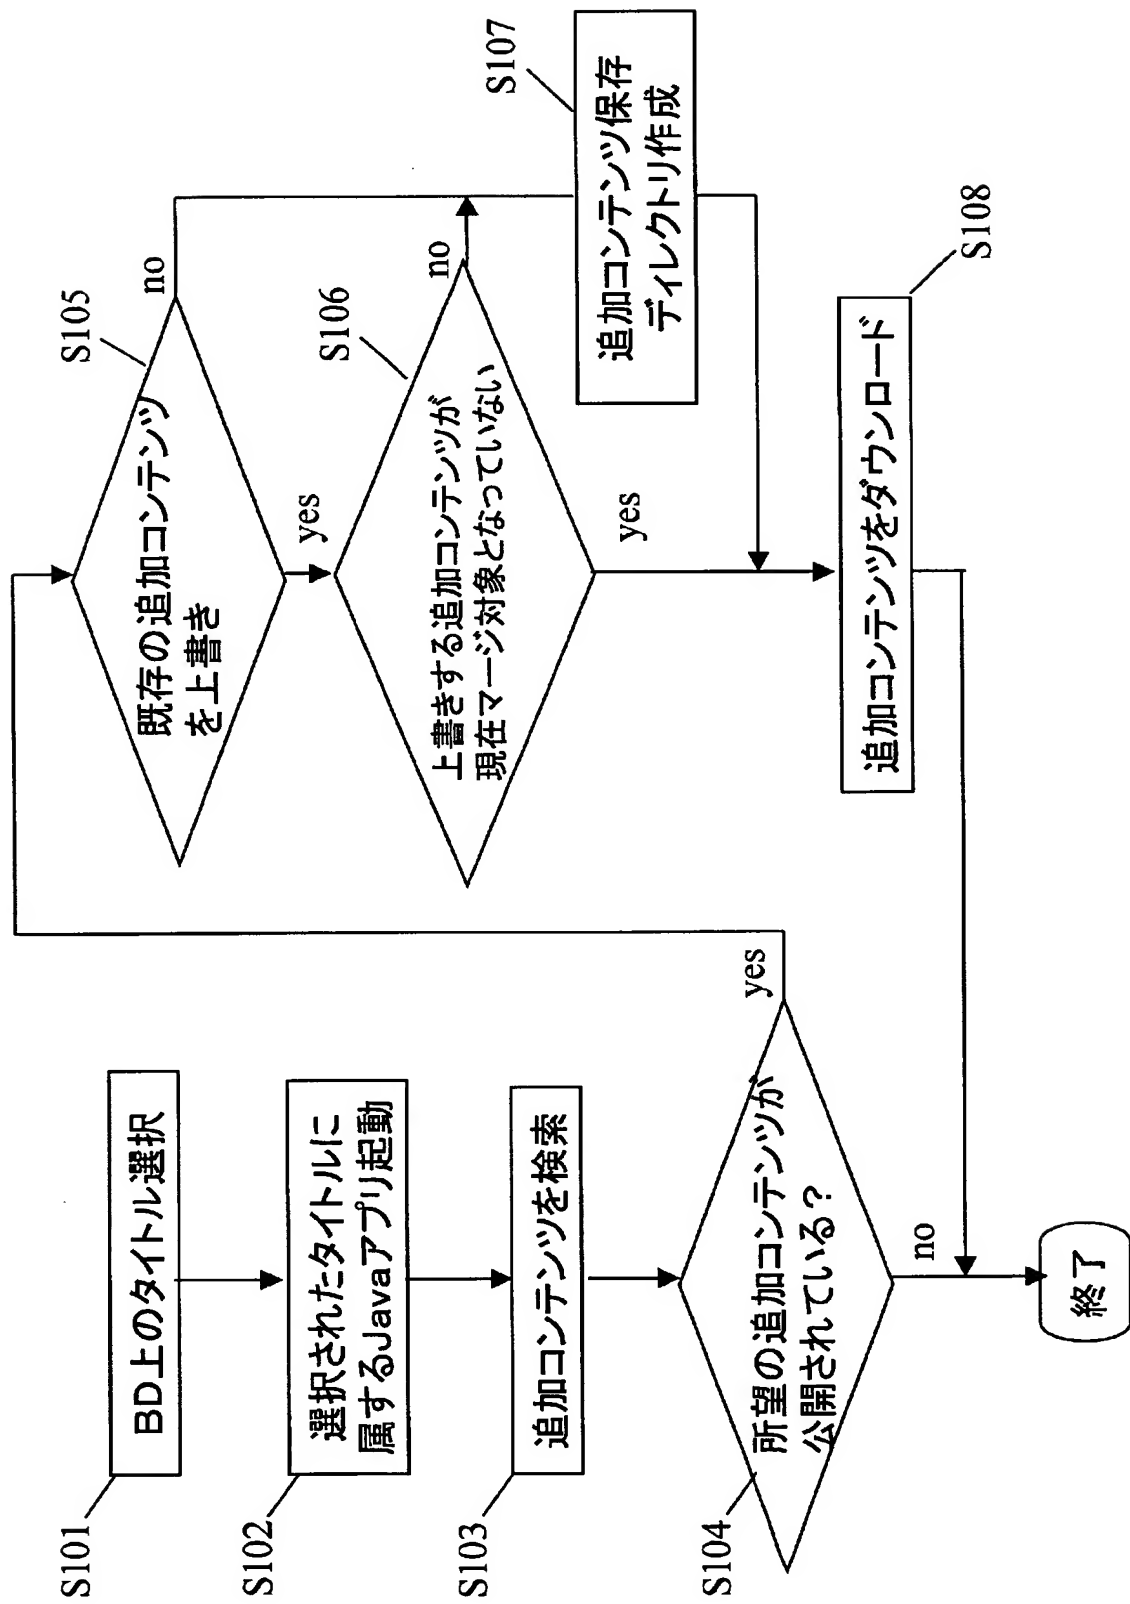 S101
BD上のタイトル選択
S102
選択されたタイトルに
属するJavaアプリ起動
S103
追加コンテンツを検索
S104
所望の追加コンテンツが
公開されている?
yes
no
終了
S105
既存の追加コンテンツ
を上書き
no
yes
S106
上書きする追加コンテンツが
現在マージ対象となっていない
no
yes
S107
追加コンテンツ保存
ディレクトリ作成
S108
追加コンテンツをダウンロード